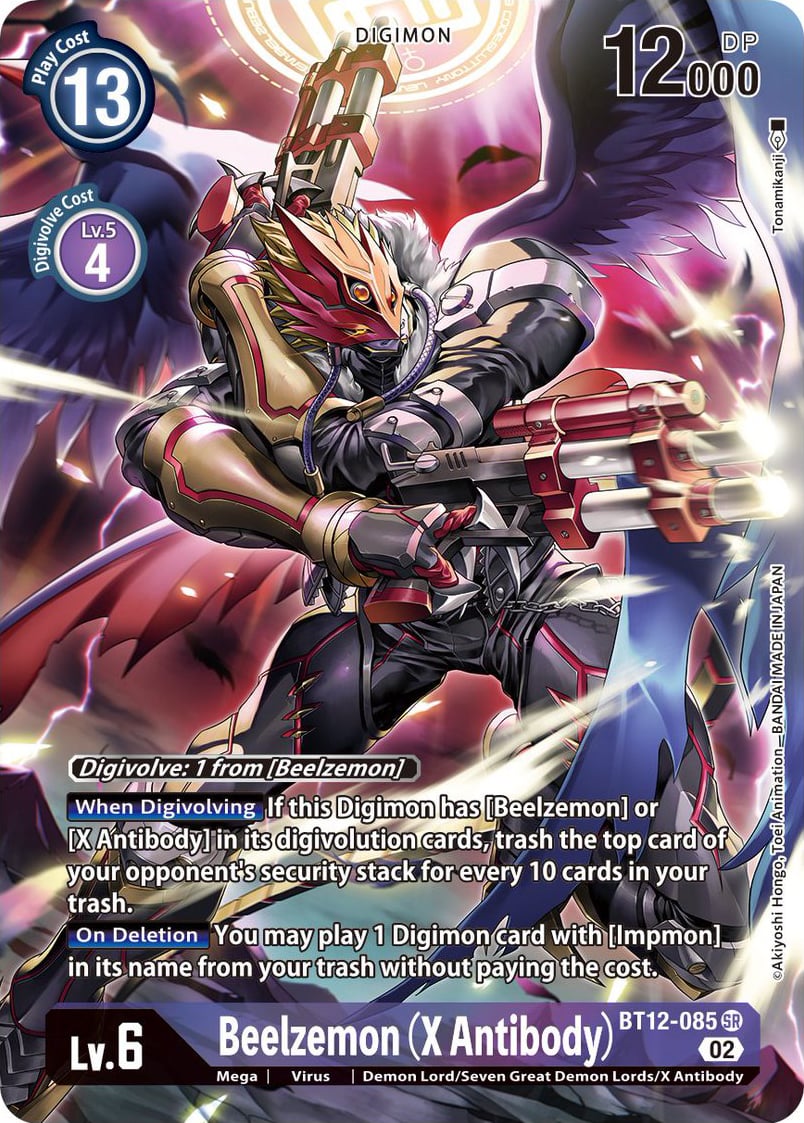 DIGIMON
Play Cost
13
12000
DP
Digivolve Cost
Lv.5
4
Tonamikanji
Digivolve: 1 from [Beelzemon]
When Digivolving If this Digimon has [Beelzemon] or
[X Antibody] in its digivolution cards, trash the top card of
your opponent's security stack for every 10 cards in your
trash.
On Deletion You may play 1 Digimon card with [Impmon]
in its name from your trash without paying the cost.
©Akiyoshi Hongo, Toei Animation BANDAI MADE IN JAPAN
Lv.6
Beelzemon (X Antibody)
BT12-085 SR
02
Mega | Virus | Demon Lord/Seven Great Demon Lords/X Antibody